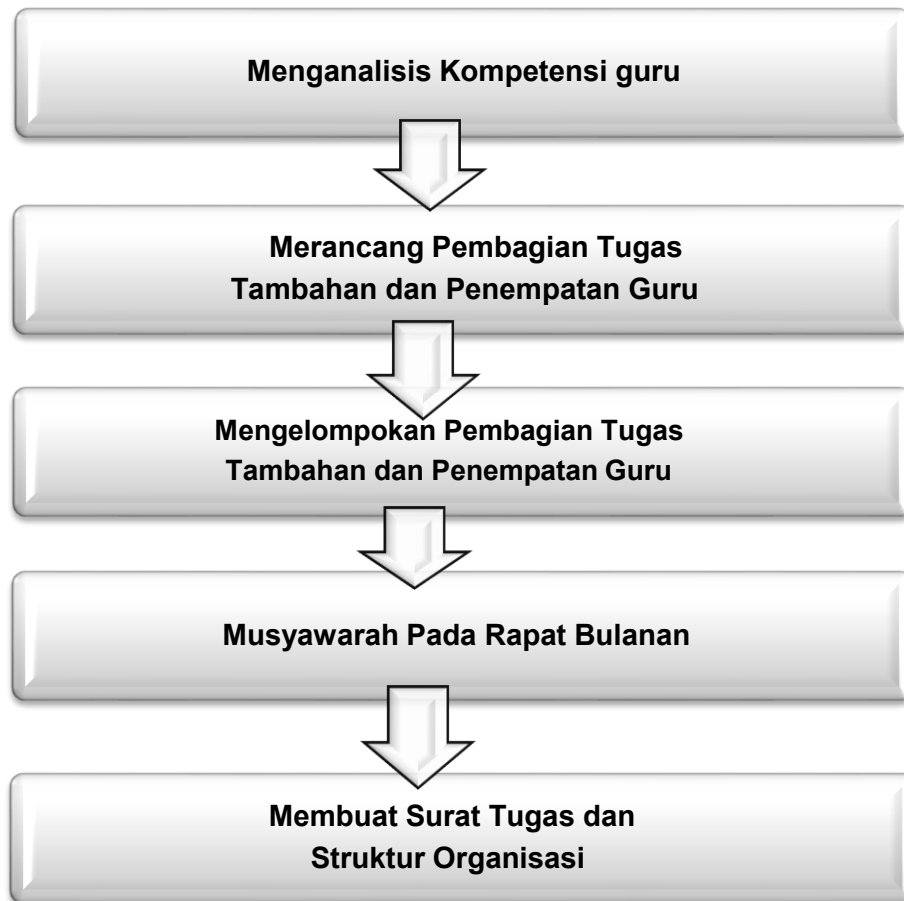 Menganalisis Kompetensi guru
Merancang Pembagian Tugas
Tambahan dan Penempatan Guru
Mengelompokan Pembagian Tugas
Tambahan dan Penempatan Guru
Musyawarah Pada Rapat Bulanan
Membuat Surat Tugas dan
Struktur Organisasi